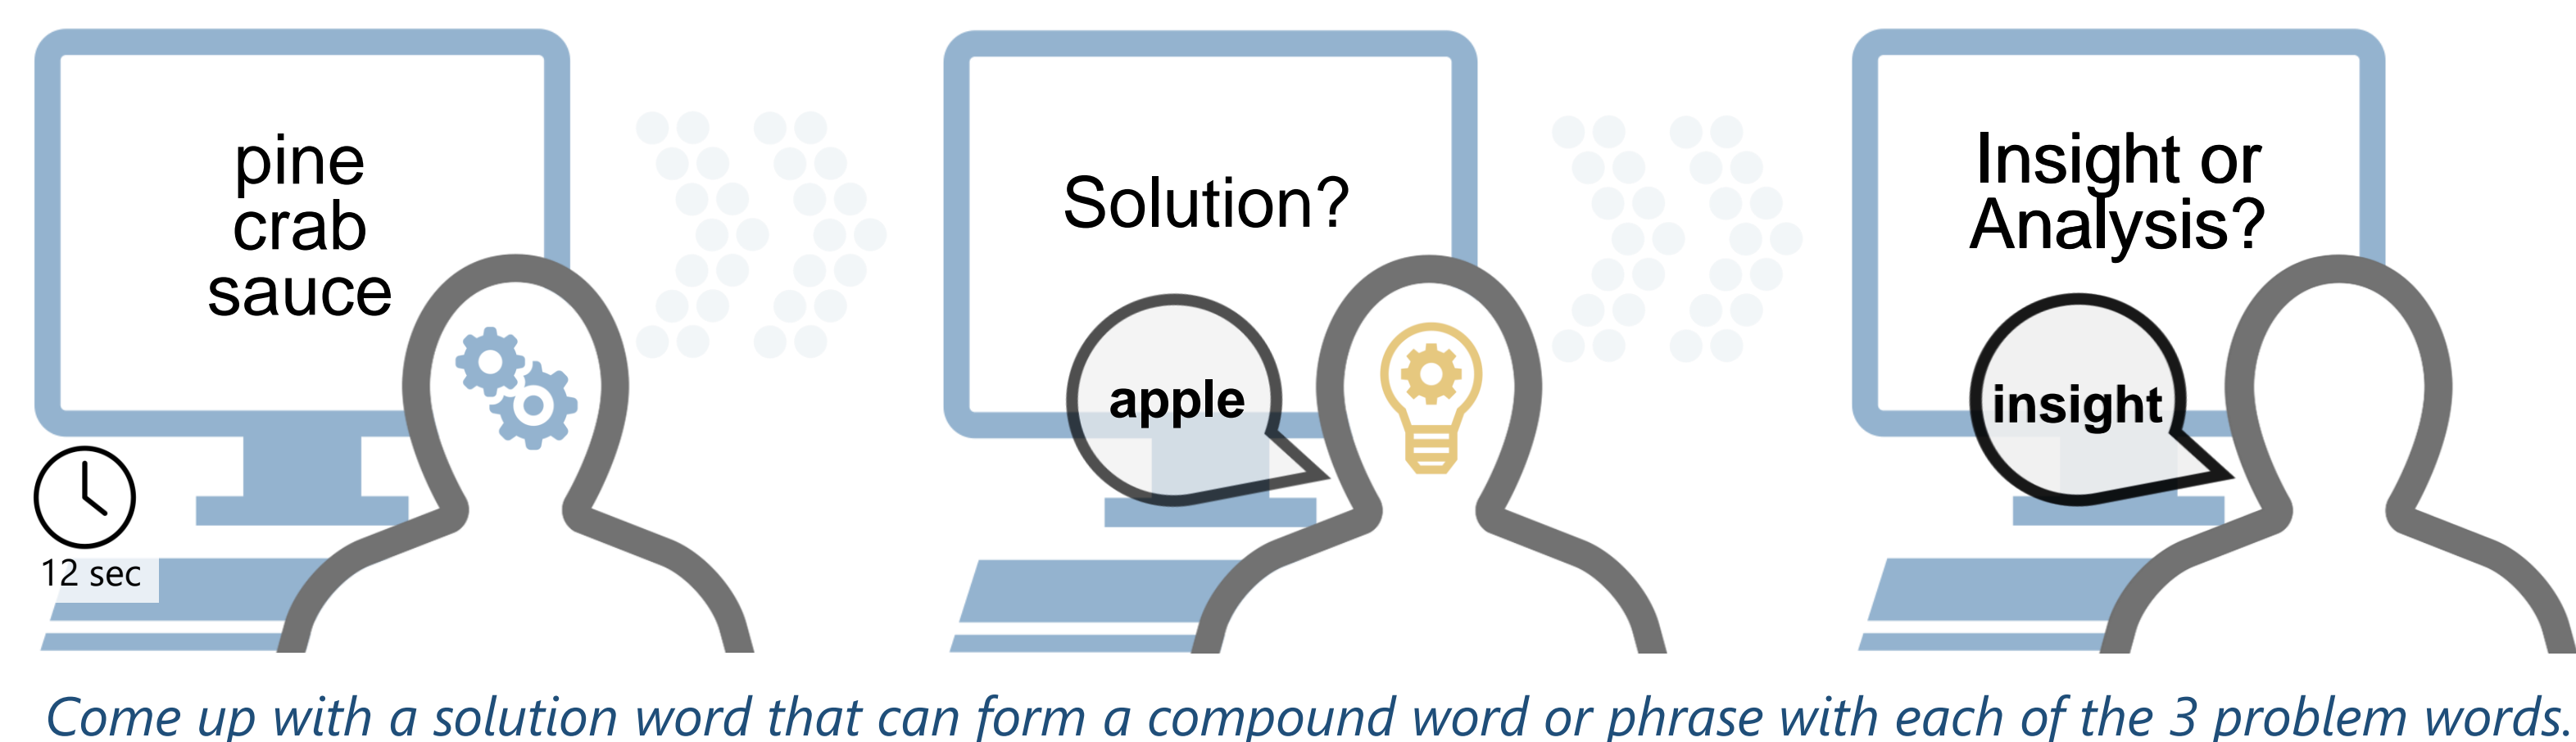 pine
crab
sauce
12 sec
Solution?
apple
Insight or
Analysis?
insight
Come up with a solution word that can form a compound word or phrase with each of the 3 problem words.